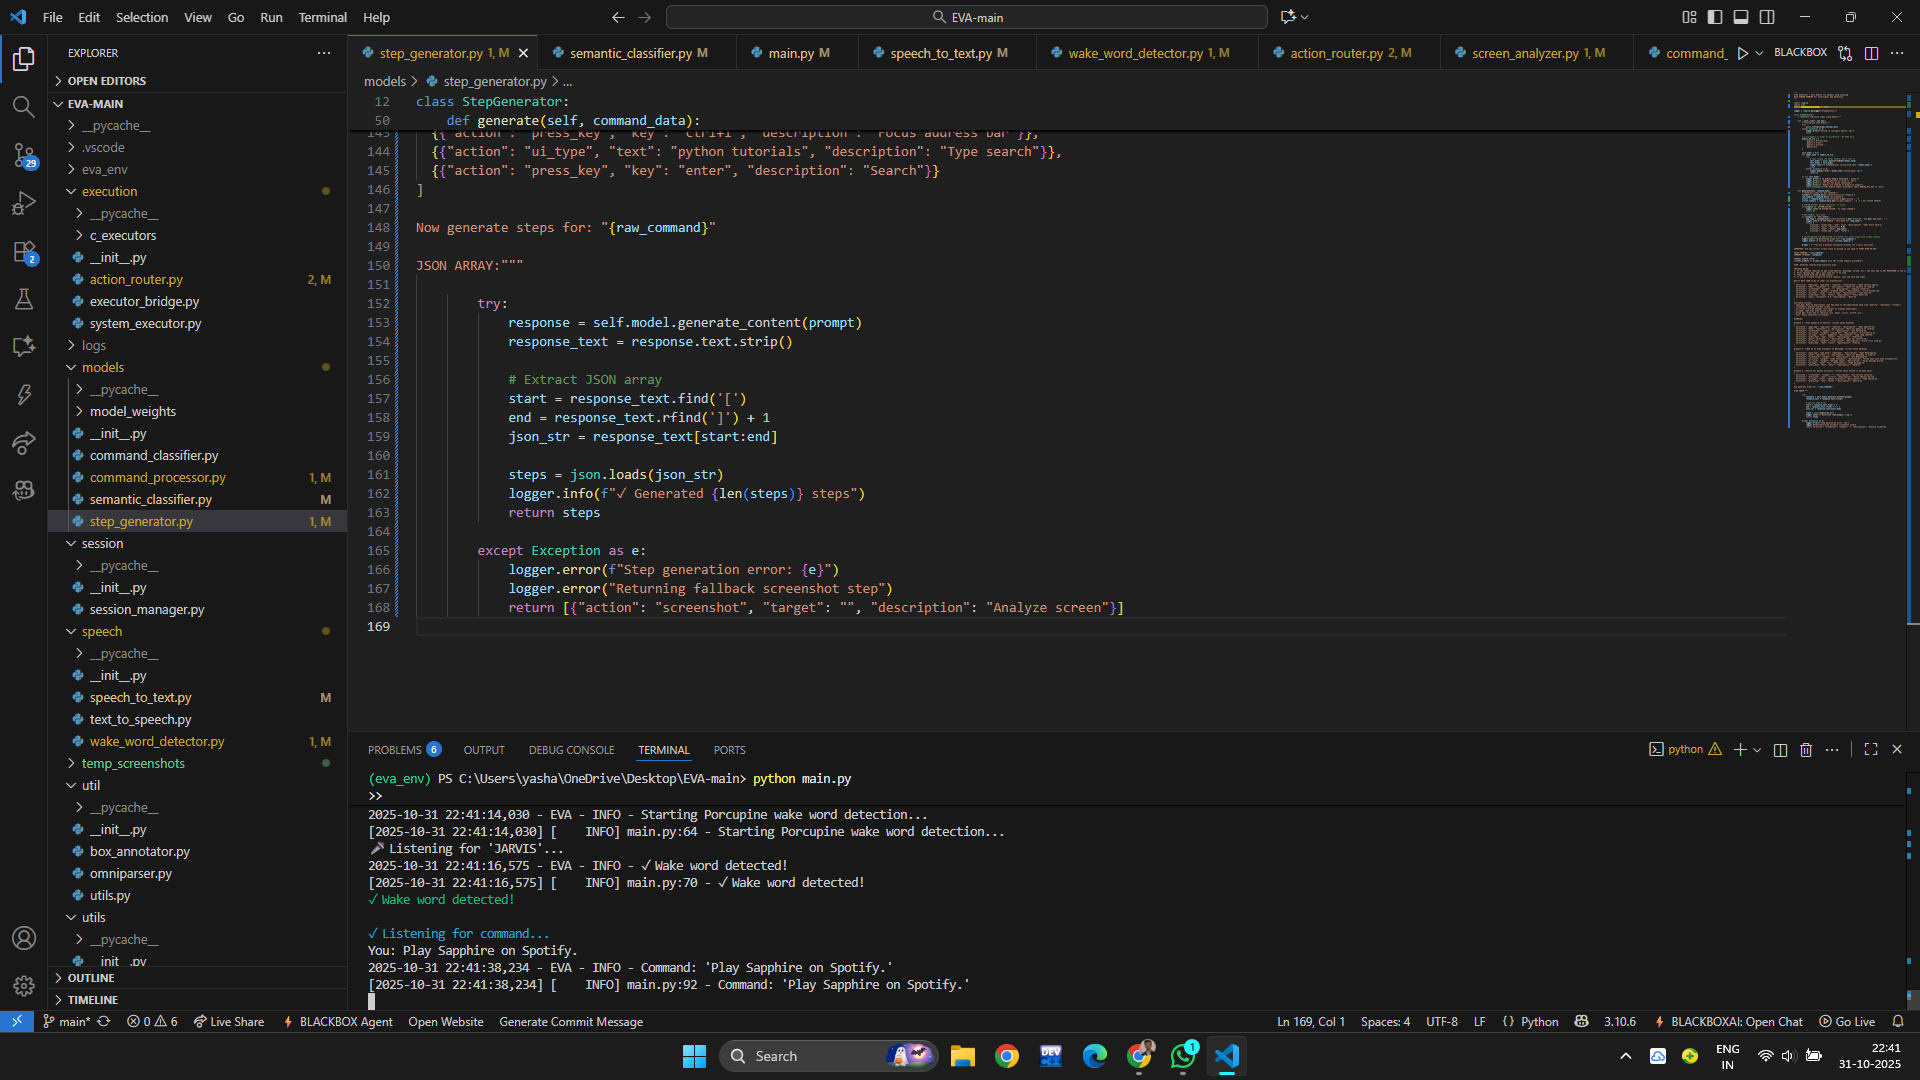 File Edit Selection View Go Run Terminal Help
EVA-main
EXPLORER
OPEN EDITORS
EVA-MAIN
__pycache__
.vscode
eva_env
execution
__pycache__
c_executors
__init__.py
action_router.py 2, M
executor_bridge.py
system_executor.py
logs
models
__pycache__
model_weights
__init__.py
command_classifier.py
command_processor.py 1, M
semantic_classifier.py M
step_generator.py 1, M
session
__pycache__
__init__.py
session_manager.py
speech
__pycache__
__init__.py
speech_to_text.py M
text_to_speech.py
wake_word_detector.py 1, M
temp_screenshots
util
__pycache__
__init__.py
box_annotator.py
omniparser.py
utils.py
utils
__pycache__
__init__.py
OUTLINE
TIMELINE
29
2
step_generator.py 1, M semantic_classifier.py M main.py M speech_to_text.py M wake_word_detector.py 1, M action_router.py 2, M screen_analyzer.py 1, M command_ BLACKBOX
models > step_generator.py > ...
12 class StepGenerator:
50 def generate(self, command_data):
143 {{"action": "press_key", "key": "ctrl+l", "description": "Focus address bar"}},
144 {{"action": "ui_type", "text": "python tutorials", "description": "Type search"}},
145 {{"action": "press_key", "key": "enter", "description": "Search"}}
146 ]
147
148 Now generate steps for: "{raw_command}"
149
150 JSON ARRAY:"""
151
152 try:
153 response = self.model.generate_content(prompt)
154 response_text = response.text.strip()
155
156 # Extract JSON array
157 start = response_text.find('[')
158 end = response_text.rfind(']') + 1
159 json_str = response_text[start:end]
160
161 steps = json.loads(json_str)
162 logger.info(f"✓ Generated {len(steps)} steps")
163 return steps
164
165 except Exception as e:
166 logger.error(f"Step generation error: {e}")
167 logger.error("Returning fallback screenshot step")
168 return [{"action": "screenshot", "target": "", "description": "Analyze screen"}]
169
PROBLEMS 6 OUTPUT DEBUG CONSOLE TERMINAL PORTS
python
(eva_env) PS C:\Users\yasha\OneDrive\Desktop\EVA-main> python main.py
>>
2025-10-31 22:41:14,030 - EVA - INFO - Starting Porcupine wake word detection...
[2025-10-31 22:41:14,030] [    INFO] main.py:64 - Starting Porcupine wake word detection...
🎤 Listening for 'JARVIS'...
2025-10-31 22:41:16,575 - EVA - INFO - ✓ Wake word detected!
[2025-10-31 22:41:16,575] [    INFO] main.py:70 - ✓ Wake word detected!
✓ Wake word detected!
✓ Listening for command...
You: Play Sapphire on Spotify.
2025-10-31 22:41:38,234 - EVA - INFO - Command: 'Play Sapphire on Spotify.'
[2025-10-31 22:41:38,234] [    INFO] main.py:92 - Command: 'Play Sapphire on Spotify.'
main* 0 6 Live Share BLACKBOX Agent Open Website Generate Commit Message Ln 169, Col 1 Spaces: 4 UTF-8 LF {} Python 3.10.6 BLACKBOXAI: Open Chat Go Live
Search DEV 1 ENG IN 22:41 31-10-2025